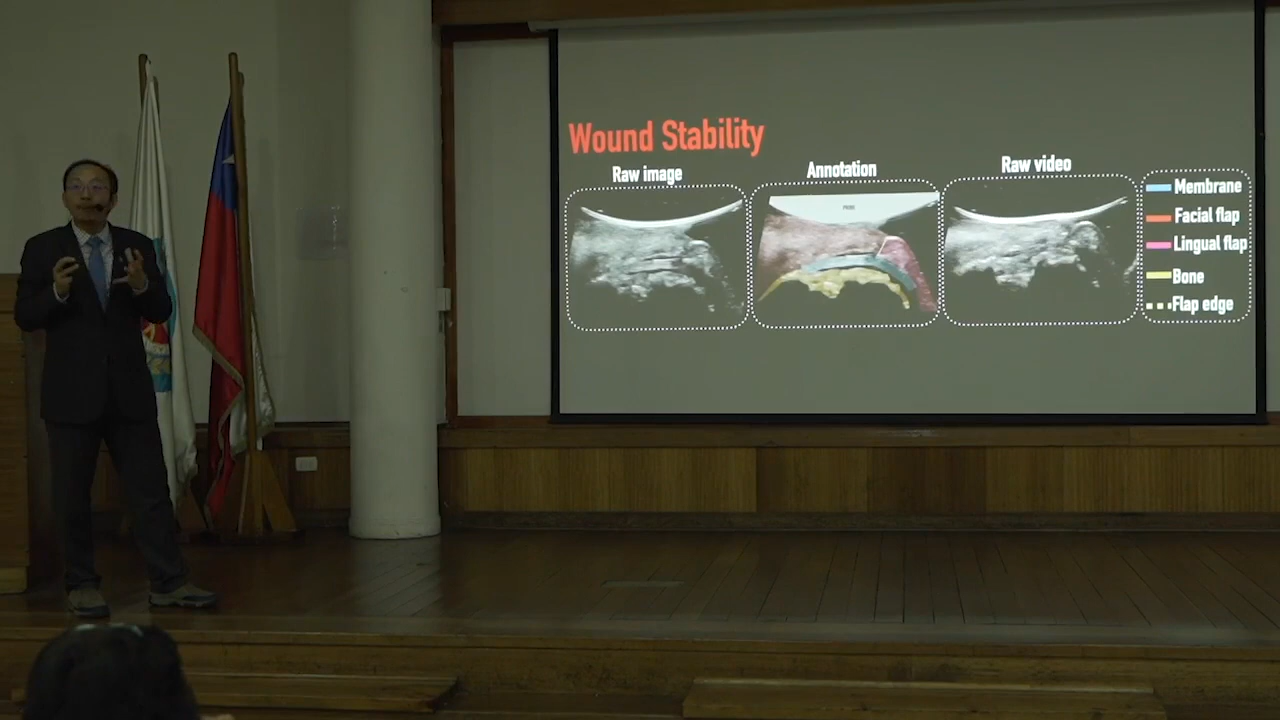 Wound Stability
Raw image
Annotation
Raw video
Membrane
Facial flap
Lingual flap
Bone
Flap edge